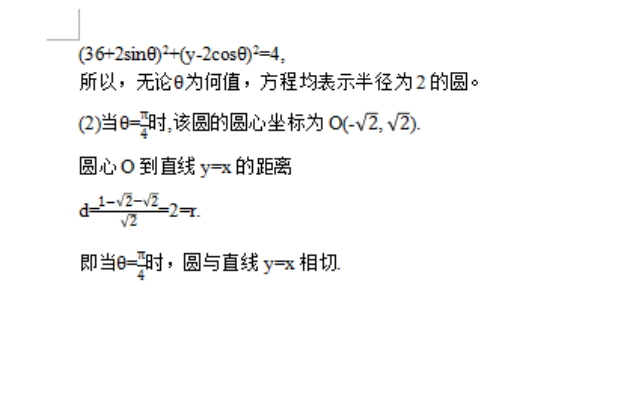 (36+2sinθ)²+(y-2cosθ)²=4,
所以，无论θ为何值，方程均表示半径为2的圆。
(2)当θ=π/4时,该圆的圆心坐标为O(-√2, √2).
圆心O到直线y=x的距离
d=1−√2−√2/√2=2=r.
即当θ=π/4时，圆与直线y=x相切.